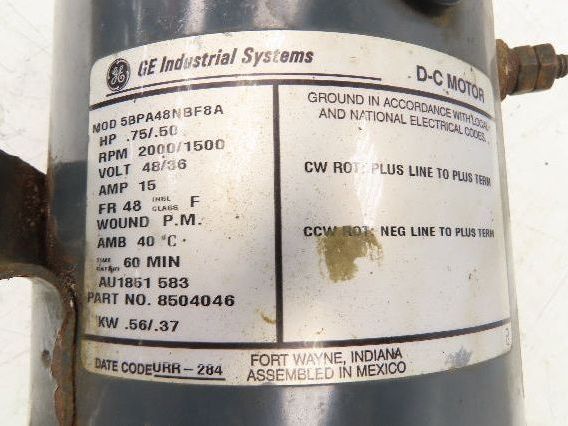 GE Industrial Systems
D-C MOTOR
MOD 5BPA48NBF8A
HP .75/.50
RPM 2000/1500
VOLT 48/36
AMP 15
FR 48 INSL CLASS F
WOUND P.M.
AMB 40 °C
TIME 60 MIN
AU1861 583
PART NO. 8504046
KW .56/.37
GROUND IN ACCORDANCE WITH LOCAL
AND NATIONAL ELECTRICAL CODES.
CW ROT: PLUS LINE TO PLUS TERM
CCW ROT: NEG LINE TO PLUS TERM
DATE CODE URR-284
FORT WAYNE, INDIANA
ASSEMBLED IN MEXICO